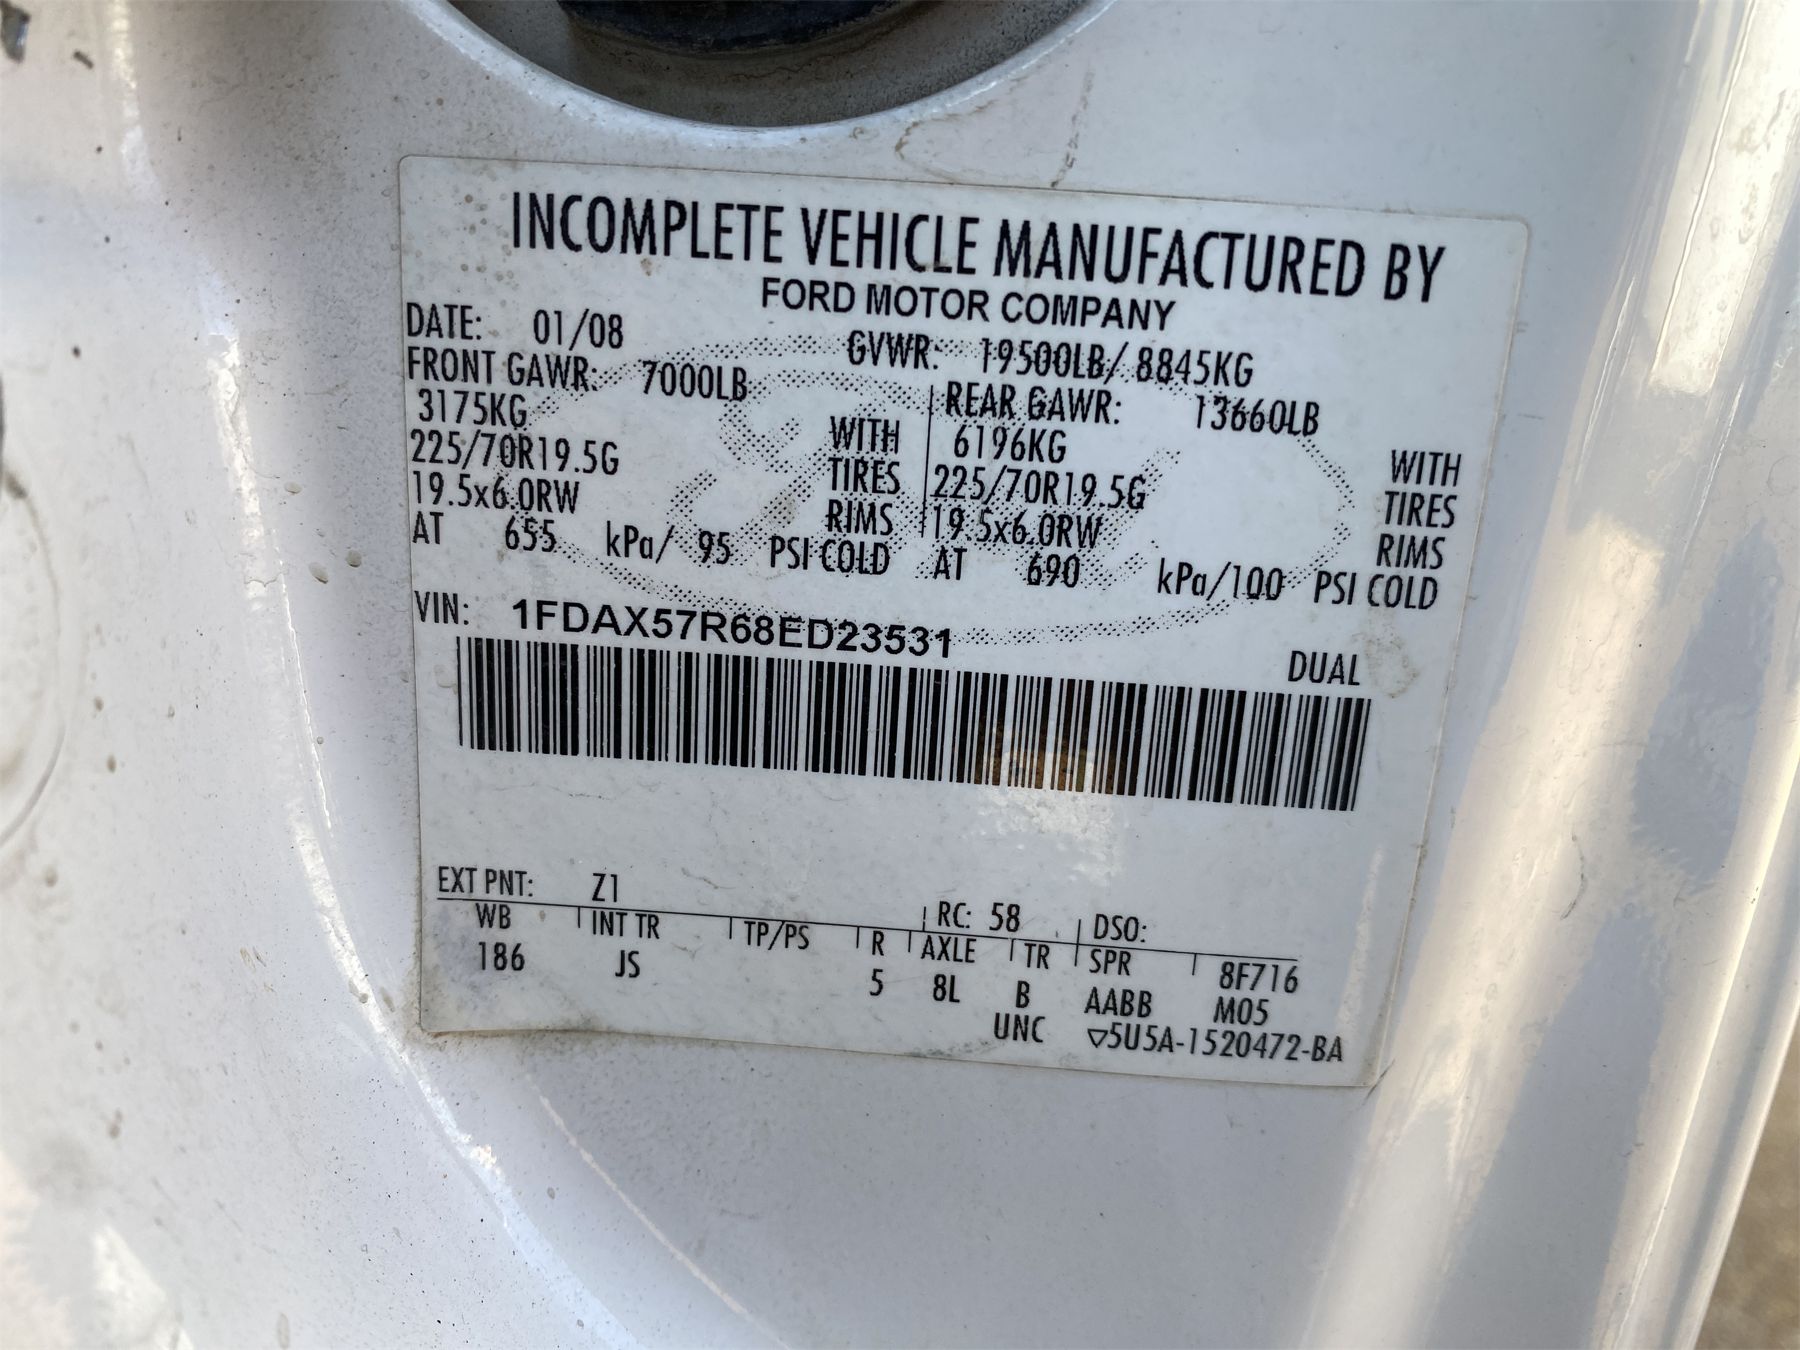 INCOMPLETE VEHICLE MANUFACTURED BY
FORD MOTOR COMPANY
DATE: 01/08 GVWR: 19500LB/ 8845KG
FRONT GAWR: 7000LB REAR GAWR: 13660LB
3175KG WITH 6196KG WITH
225/70R19.5G TIRES 225/70R19.5G TIRES
19.5x6.0RW RIMS 19.5x6.0RW RIMS
AT 655 kPa/ 95 PSI COLD AT 690 kPa/100 PSI COLD
VIN: 1FDAX57R68ED23531
DUAL
EXT PNT: Z1 RC: 58 DSO:
WB INT TR TP/PS R AXLE TR SPR 8F716
186 JS 5 8L B AABB M05
UNC ▽5U5A-1520472-BA